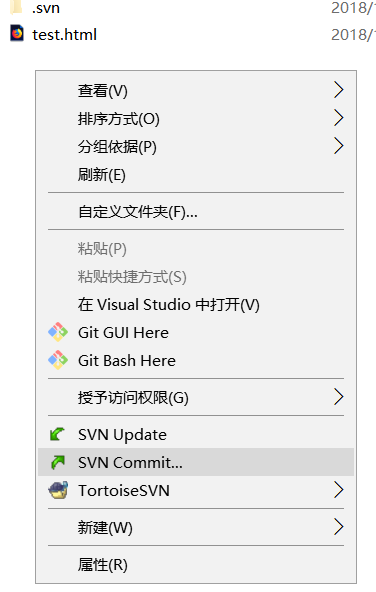 .svn 2018/1
test.html 2018/1
查看(V)
排序方式(O)
分组依据(P)
刷新(E)
自定义文件夹(F)...
粘贴(P)
粘贴快捷方式(S)
在 Visual Studio 中打开(V)
Git GUI Here
Git Bash Here
授予访问权限(G)
SVN Update
SVN Commit...
TortoiseSVN
新建(W)
属性(R)